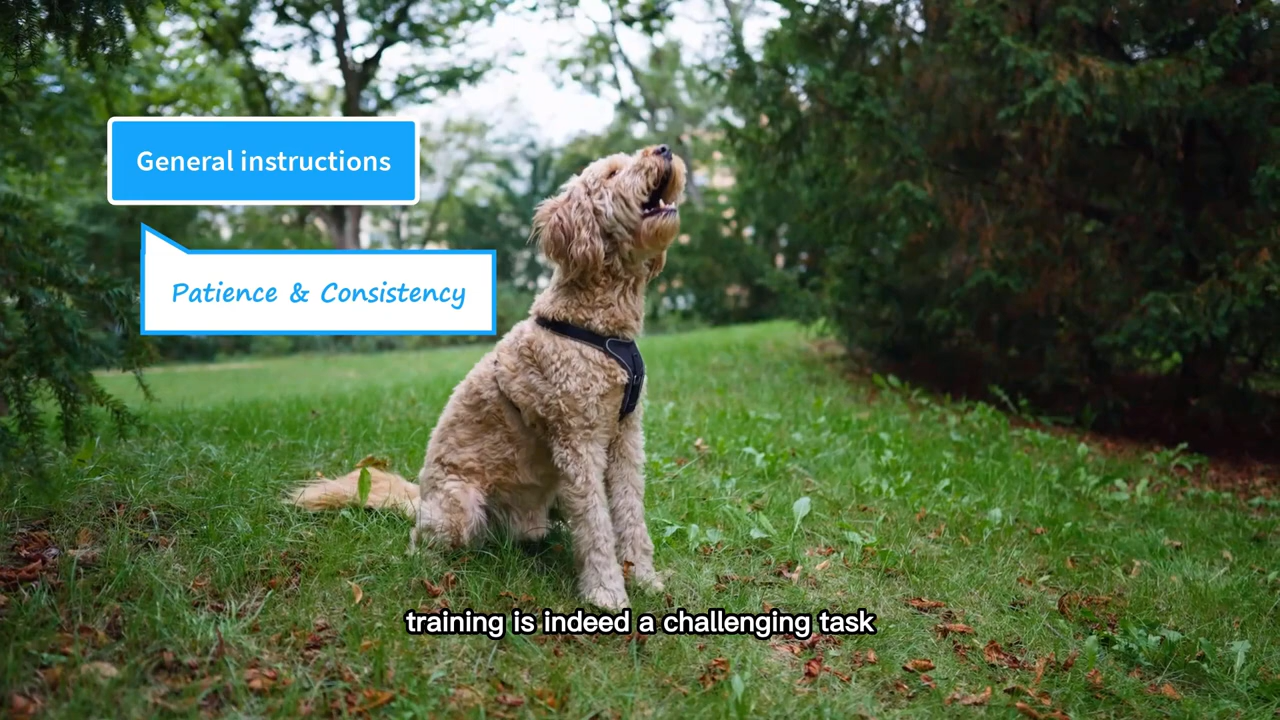 General instructions
Patience & Consistency
training is indeed a challenging task